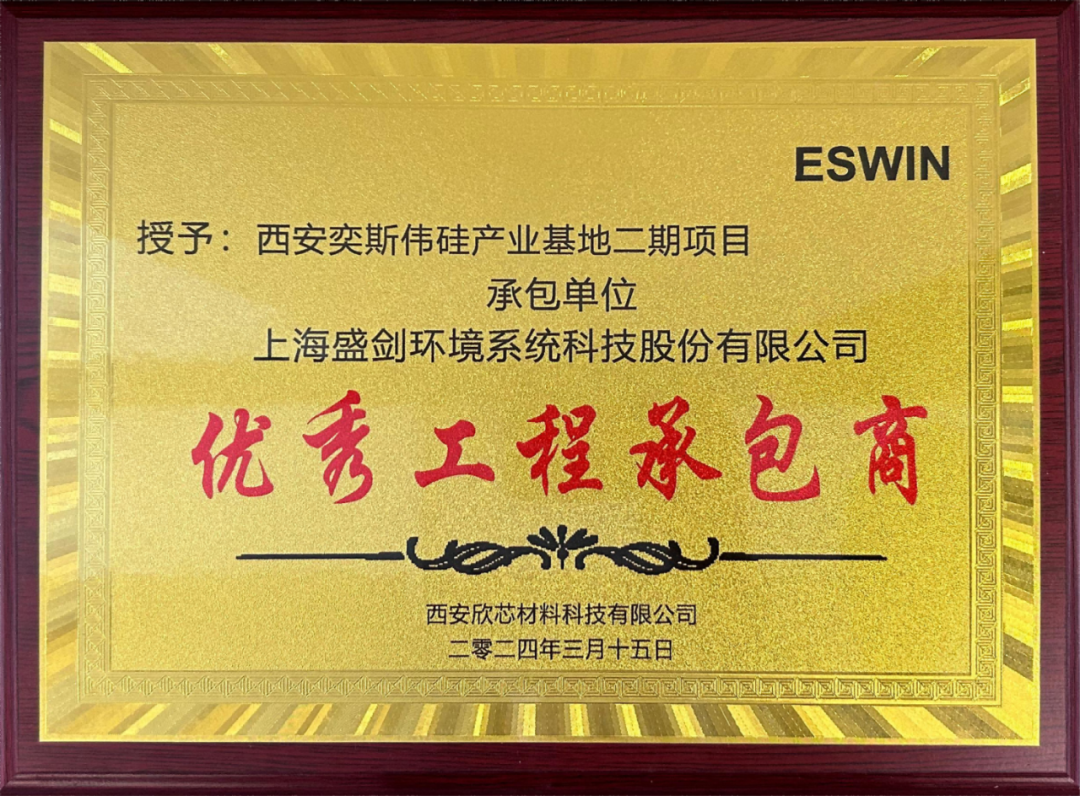 ESWIN
授予：西安奕斯伟硅产业基地二期项目
承包单位
上海盛剑环境系统科技股份有限公司
优秀工程承包商
西安欣芯材料科技有限公司
二零二四年三月十五日